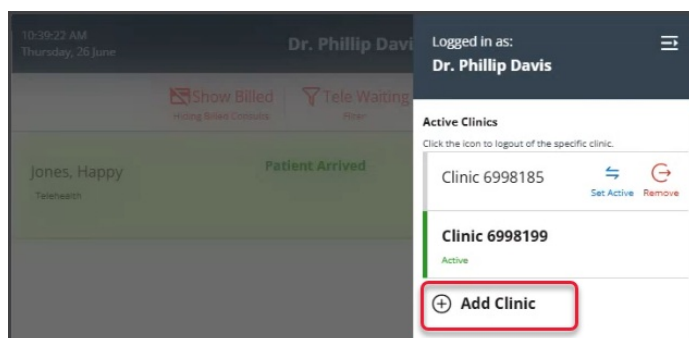 10:39:22 AM
Thursday, 26 June
Dr. Phillip Davi
Show Billed
Hiding Billed Consults
Tele Waiting
Filter
Jones, Happy
Telehealth
Patient Arrived
Logged in as:
Dr. Phillip Davis
Active Clinics
Click the icon to logout of the specific clinic.
Clinic 6998185
Set Active
Remove
Clinic 6998199
Active
Add Clinic